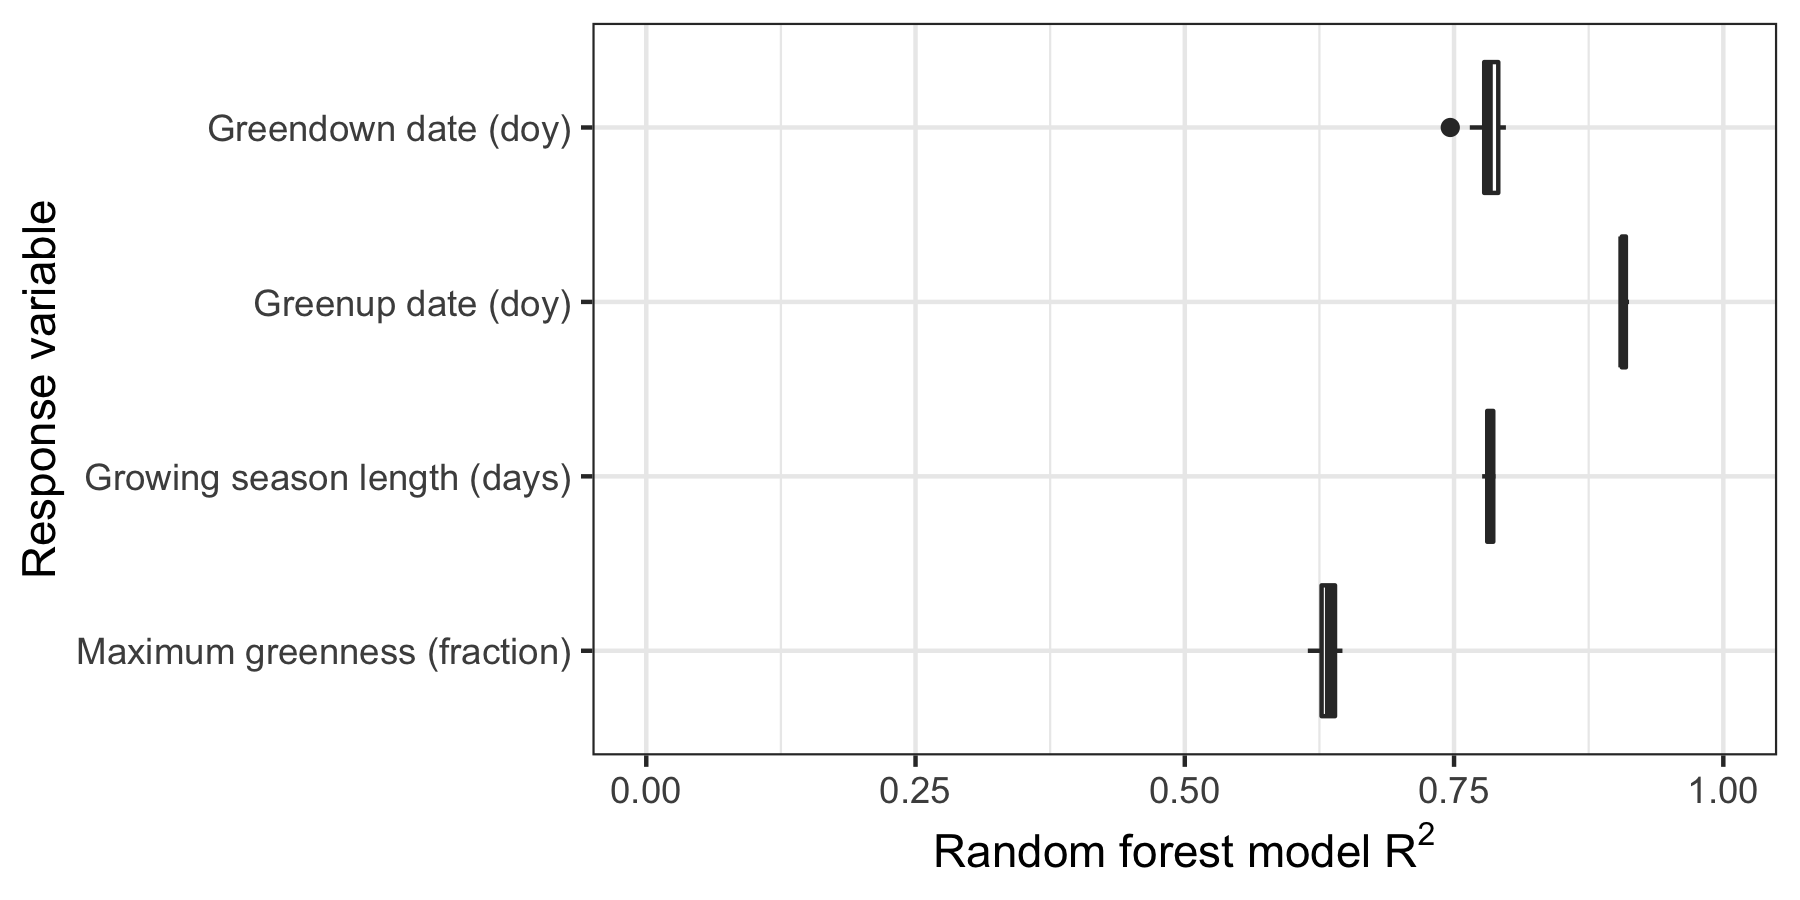 Response variable
Greendown date (doy)
Greenup date (doy)
Growing season length (days)
Maximum greenness (fraction)
0.00 0.25 0.50 0.75 1.00
Random forest model R²